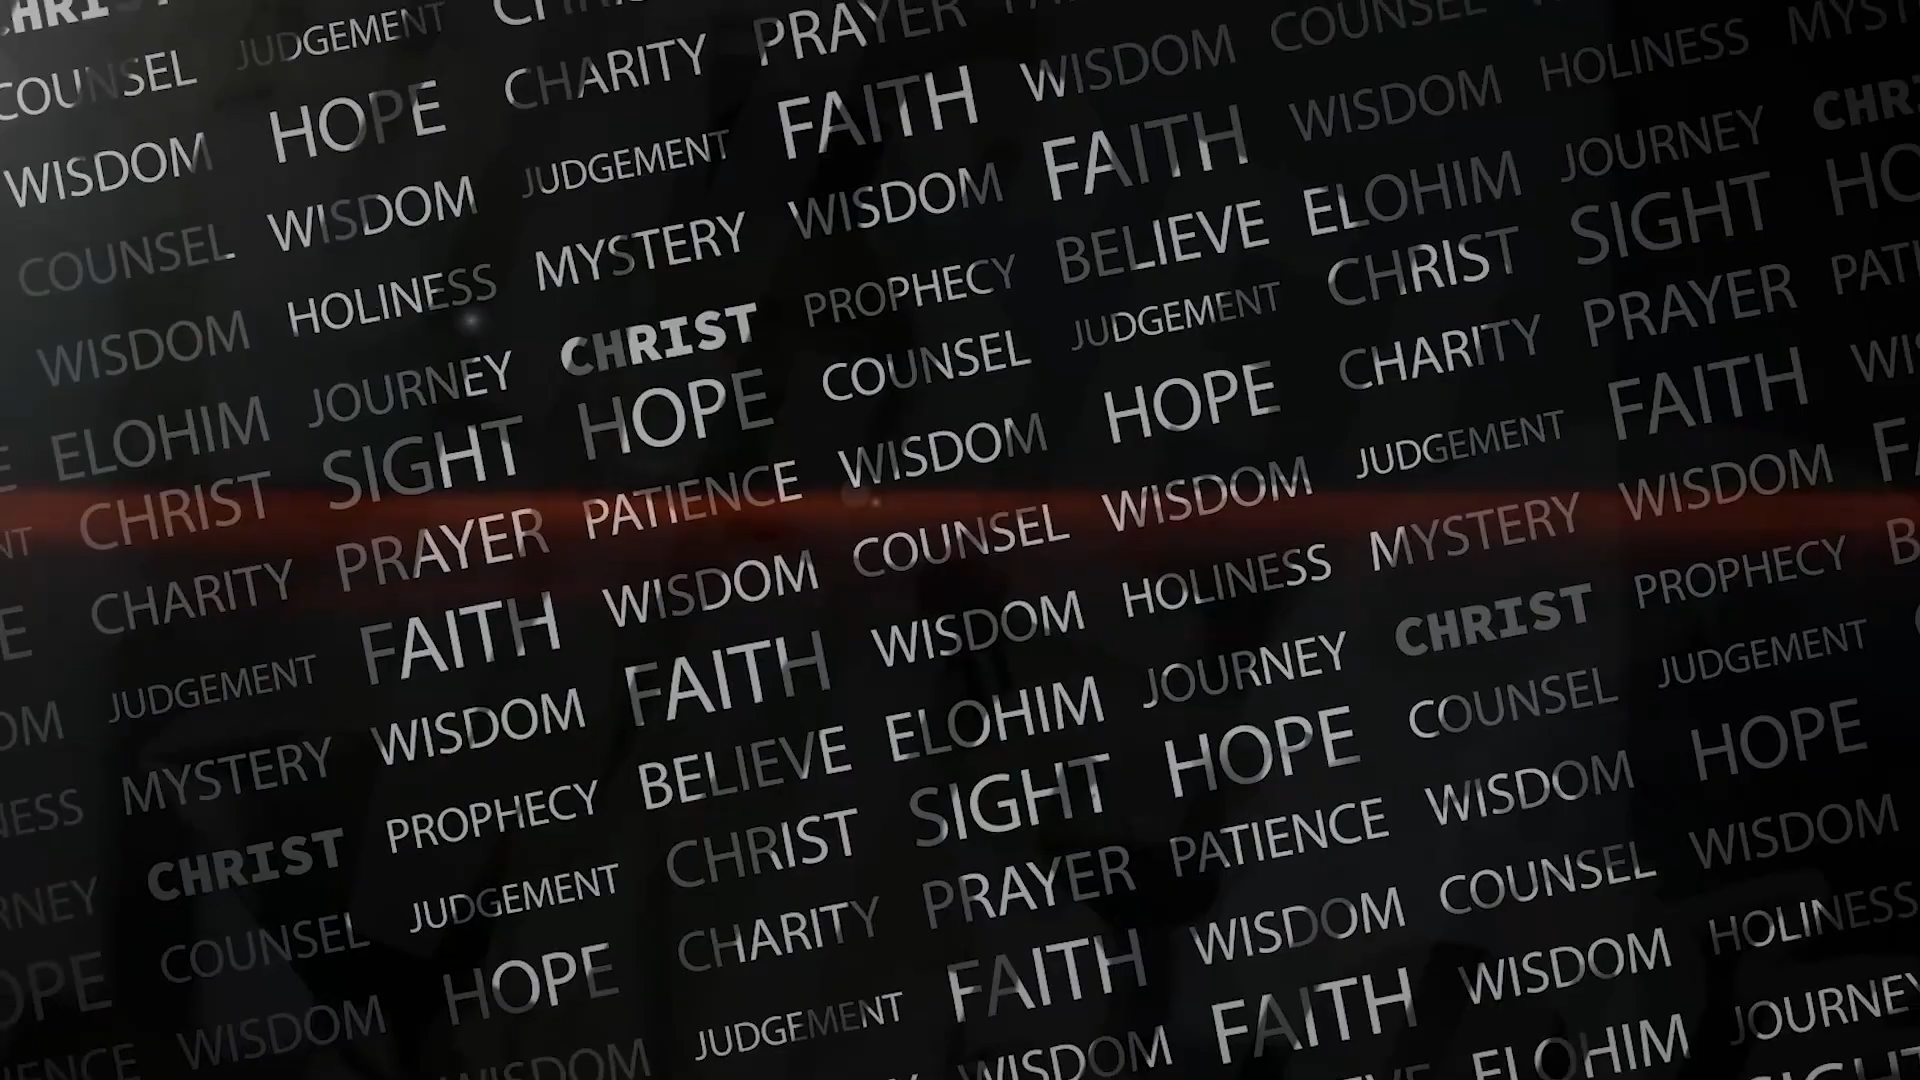 CHRI
COUNSEL JUDGEMENT
WISDOM HOPE CHARITY PRAYER
COUNSEL WISDOM JUDGEMENT FAITH WISDOM COUNSEL
WISDOM HOLINESS MYSTERY WISDOM FAITH WISDOM HOLINESS
ELOHIM JOURNEY CHRIST PROPHECY BELIEVE ELOHIM JOURNEY
CHRIST SIGHT HOPE COUNSEL JUDGEMENT CHRIST SIGHT
CHARITY PRAYER PATIENCE WISDOM HOPE CHARITY PRAYER
JUDGEMENT FAITH WISDOM COUNSEL WISDOM JUDGEMENT FAITH
MYSTERY WISDOM FAITH WISDOM HOLINESS MYSTERY WISDOM
CHRIST PROPHECY BELIEVE ELOHIM JOURNEY CHRIST PROPHECY
COUNSEL JUDGEMENT CHRIST SIGHT HOPE COUNSEL JUDGEMENT
WISDOM HOPE CHARITY PRAYER PATIENCE WISDOM HOPE
WISDOM JUDGEMENT FAITH WISDOM COUNSEL WISDOM
WISDOM FAITH WISDOM HOLINESS
ELOHIM JOURNEY